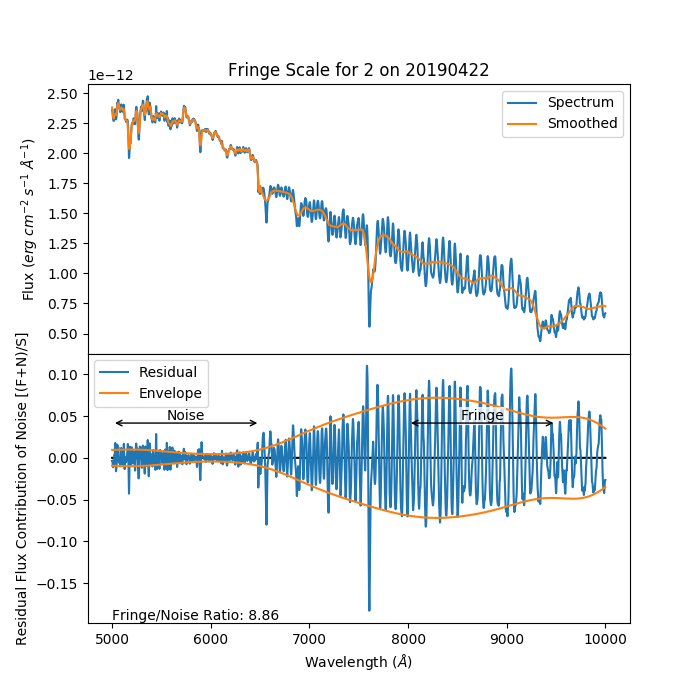 Fringe Scale for 2 on 20190422
1e−12
2.50
2.25
2.00
1.75
1.50
1.25
1.00
0.75
0.50
Flux (erg cm⁻² s⁻¹ Å⁻¹)
Spectrum
Smoothed
0.10
0.05
0.00
−0.05
−0.10
−0.15
Residual Flux Contribution of Noise [(F+N)/S]
Residual
Envelope
Noise
Fringe
Fringe/Noise Ratio: 8.86
5000 6000 7000 8000 9000 10000
Wavelength (Å)